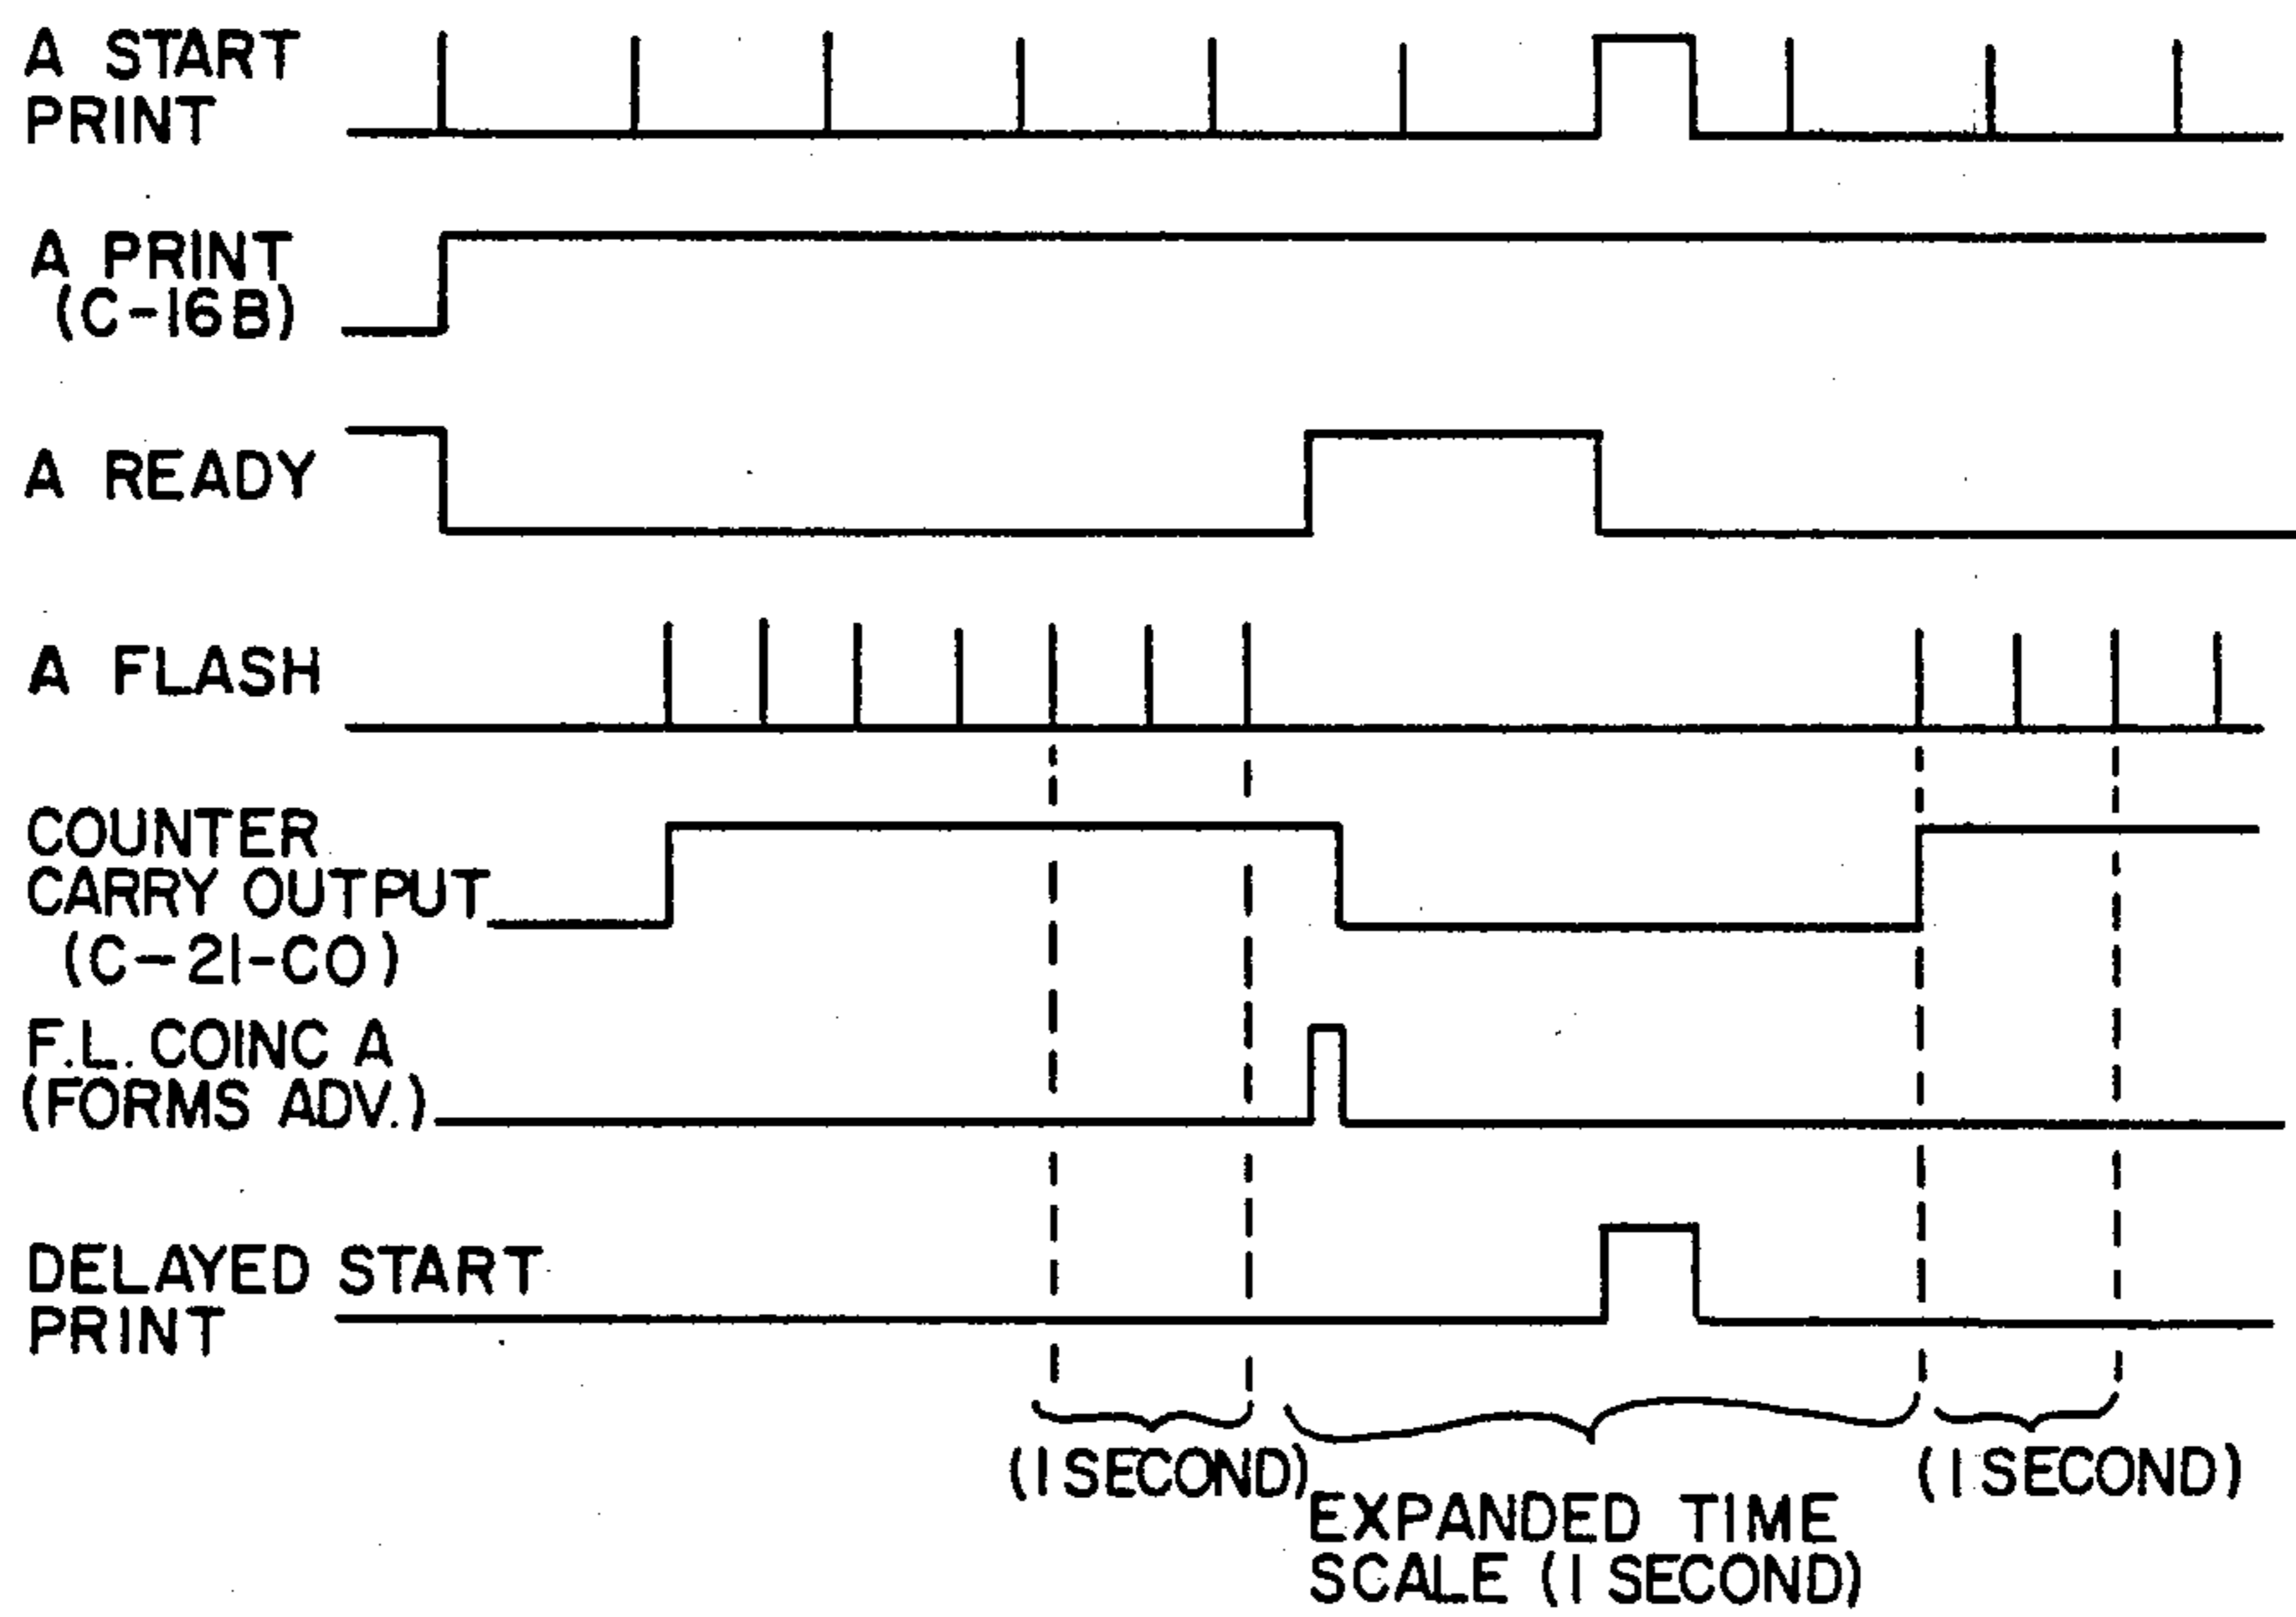 A START
PRINT
A PRINT
(C-16B)
A READY
A FLASH
COUNTER
CARRY OUTPUT
(C-21-CO)
F.L. COINC A
(FORMS ADV.)
DELAYED START
PRINT
(1 SECOND)
EXPANDED TIME
SCALE (1 SECOND)
(1 SECOND)